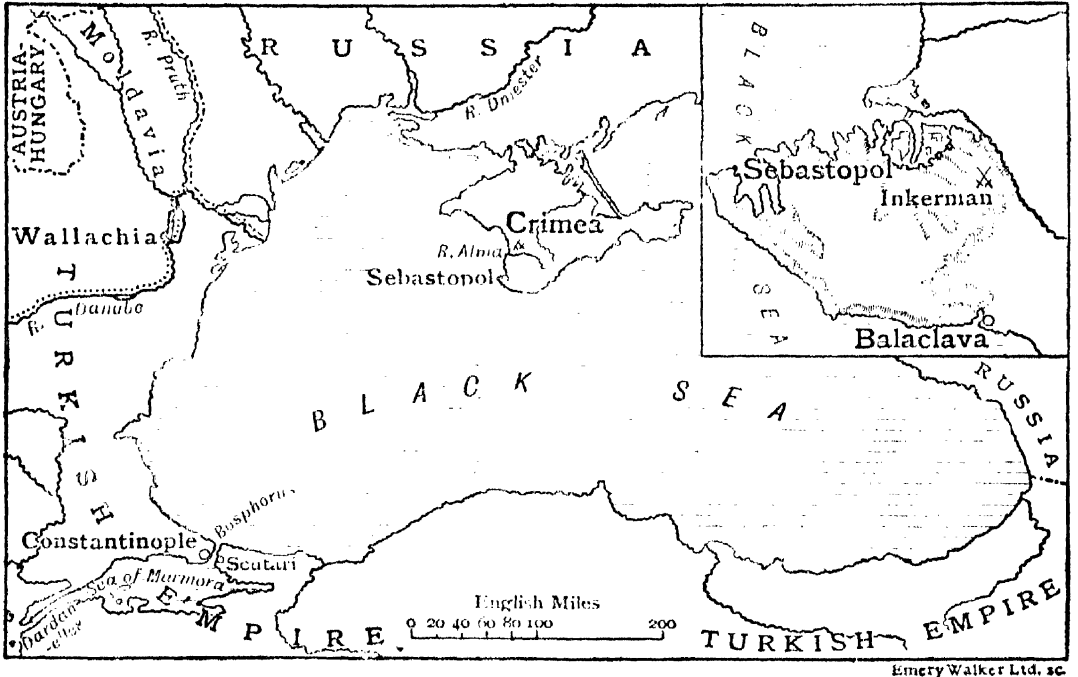 AUSTRIA-
HUNGARY
Moldavia
R. Pruth
RUSSIA
R. Dniester
Wallachia
R. Danube
Crimea
R. Alma
Sebastopol
BLACK SEA
BLACK SEA
Sebastopol
Inkerman
Balaclava
RUSSIA
TURKISH EMPIRE
Bosphorus
Constantinople
Scutari
Sea of Marmora
Dardan-
elles
English Miles
0 20 40 60 80 100 200
TURKISH EMPIRE
Emery Walker Ltd. sc.